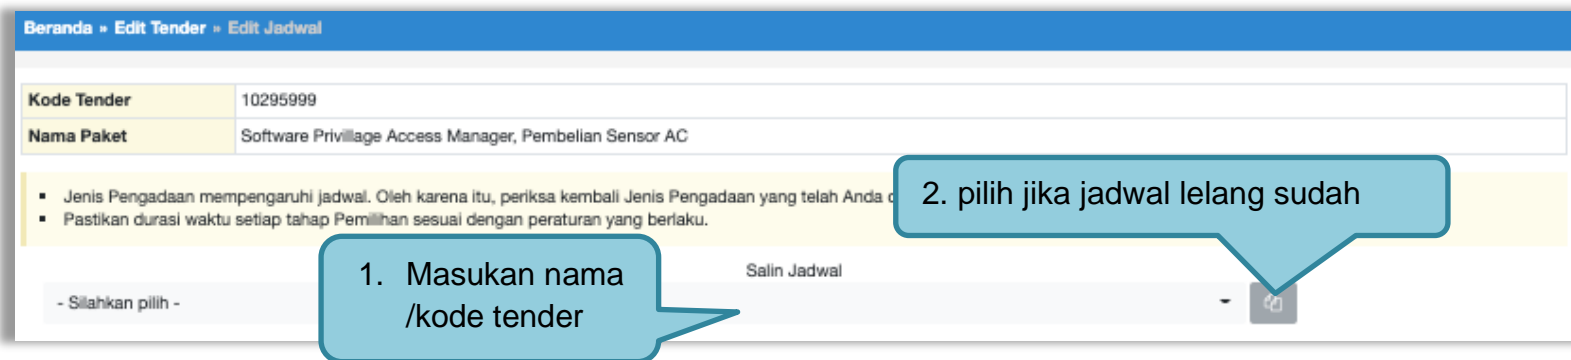 Beranda » Edit Tender » Edit Jadwal
Kode Tender 10295999
Nama Paket Software Privillage Access Manager, Pembelian Sensor AC
▪ Jenis Pengadaan mempengaruhi jadwal. Oleh karena itu, periksa kembali Jenis Pengadaan yang telah Anda
▪ Pastikan durasi waktu setiap tahap Pemilihan sesuai dengan peraturan yang berlaku.
2. pilih jika jadwal lelang sudah
1. Masukan nama
/kode tender
Salin Jadwal
- Silahkan pilih -